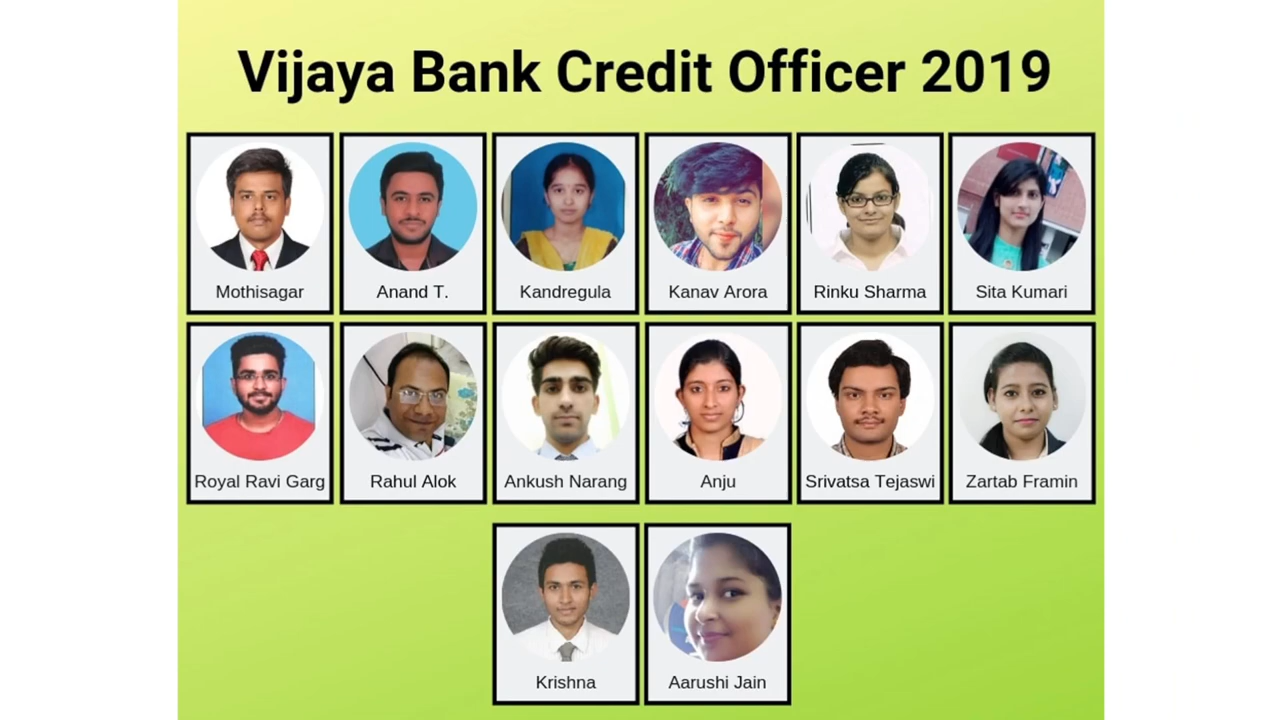 Vijaya Bank Credit Officer 2019
Mothisagar
Anand T.
Kandregula
Kanav Arora
Rinku Sharma
Sita Kumari
Royal Ravi Garg
Rahul Alok
Ankush Narang
Anju
Srivatsa Tejaswi
Zartab Framin
Krishna
Aarushi Jain